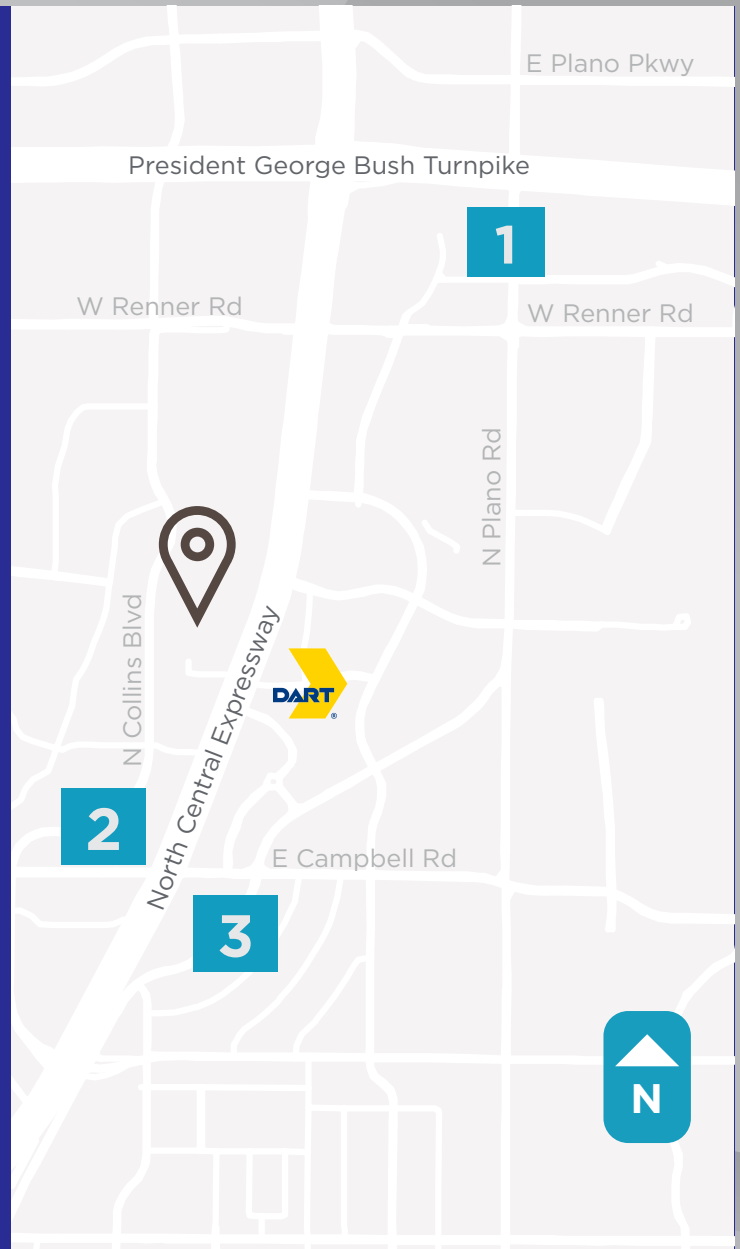 E Plano Pkwy
President George Bush Turnpike
1
W Renner Rd
W Renner Rd
N Plano Rd
N Collins Blvd
North Central Expressway
DART
®
2
E Campbell Rd
3
N